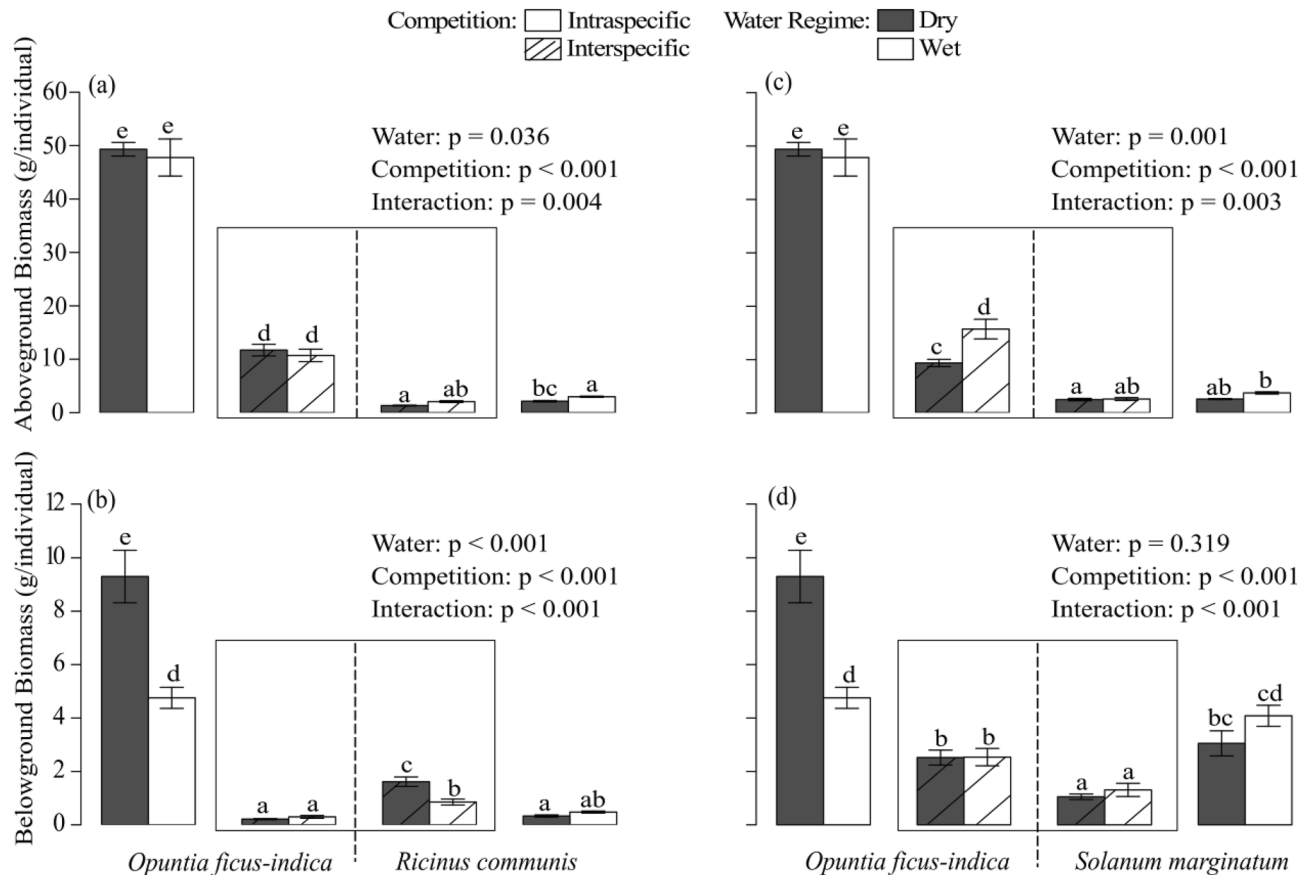 Competition: Intraspecific Water Regime: Dry
Interspecific Wet
Aboveground Biomass (g/individual)
(a)
60
50
40
30
20
10
0
e e
d d
a ab
bc a
Water: p = 0.036
Competition: p < 0.001
Interaction: p = 0.004
(c)
e e
c d
a ab
ab b
Water: p = 0.001
Competition: p < 0.001
Interaction: p = 0.003
Belowground Biomass (g/individual)
(b)
12
10
8
6
4
2
0
e d
a a
c b
a ab
Water: p < 0.001
Competition: p < 0.001
Interaction: p < 0.001
(d)
e d
b b
a a
bc cd
Water: p = 0.319
Competition: p < 0.001
Interaction: p < 0.001
Opuntia ficus-indica Ricinus communis
Opuntia ficus-indica Solanum marginatum